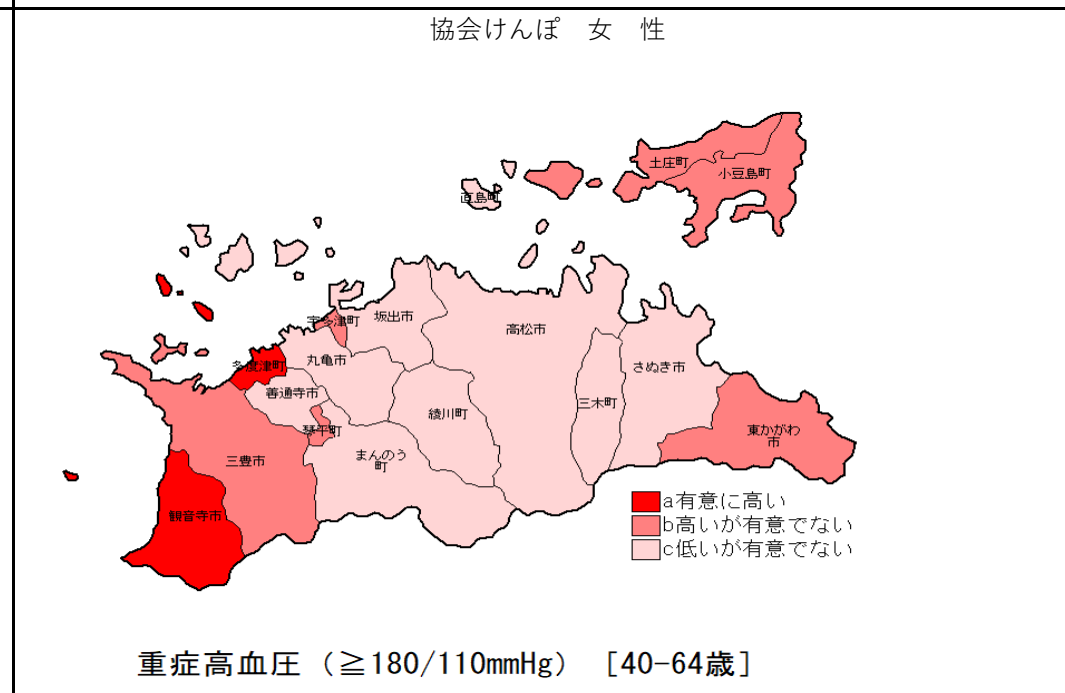 協会けんぽ 女 性
土庄町
小豆島町
直島町
宇多津町
坂出市
高松市
多度津町
丸亀市
さぬき市
善通寺市
綾川町
三木町
琴平町
東かがわ
市
三豊市
まんのう
町
観音寺市
a有意に高い
b高いが有意でない
c低いが有意でない
重症高血圧（≧180/110mmHg）［40-64歳］